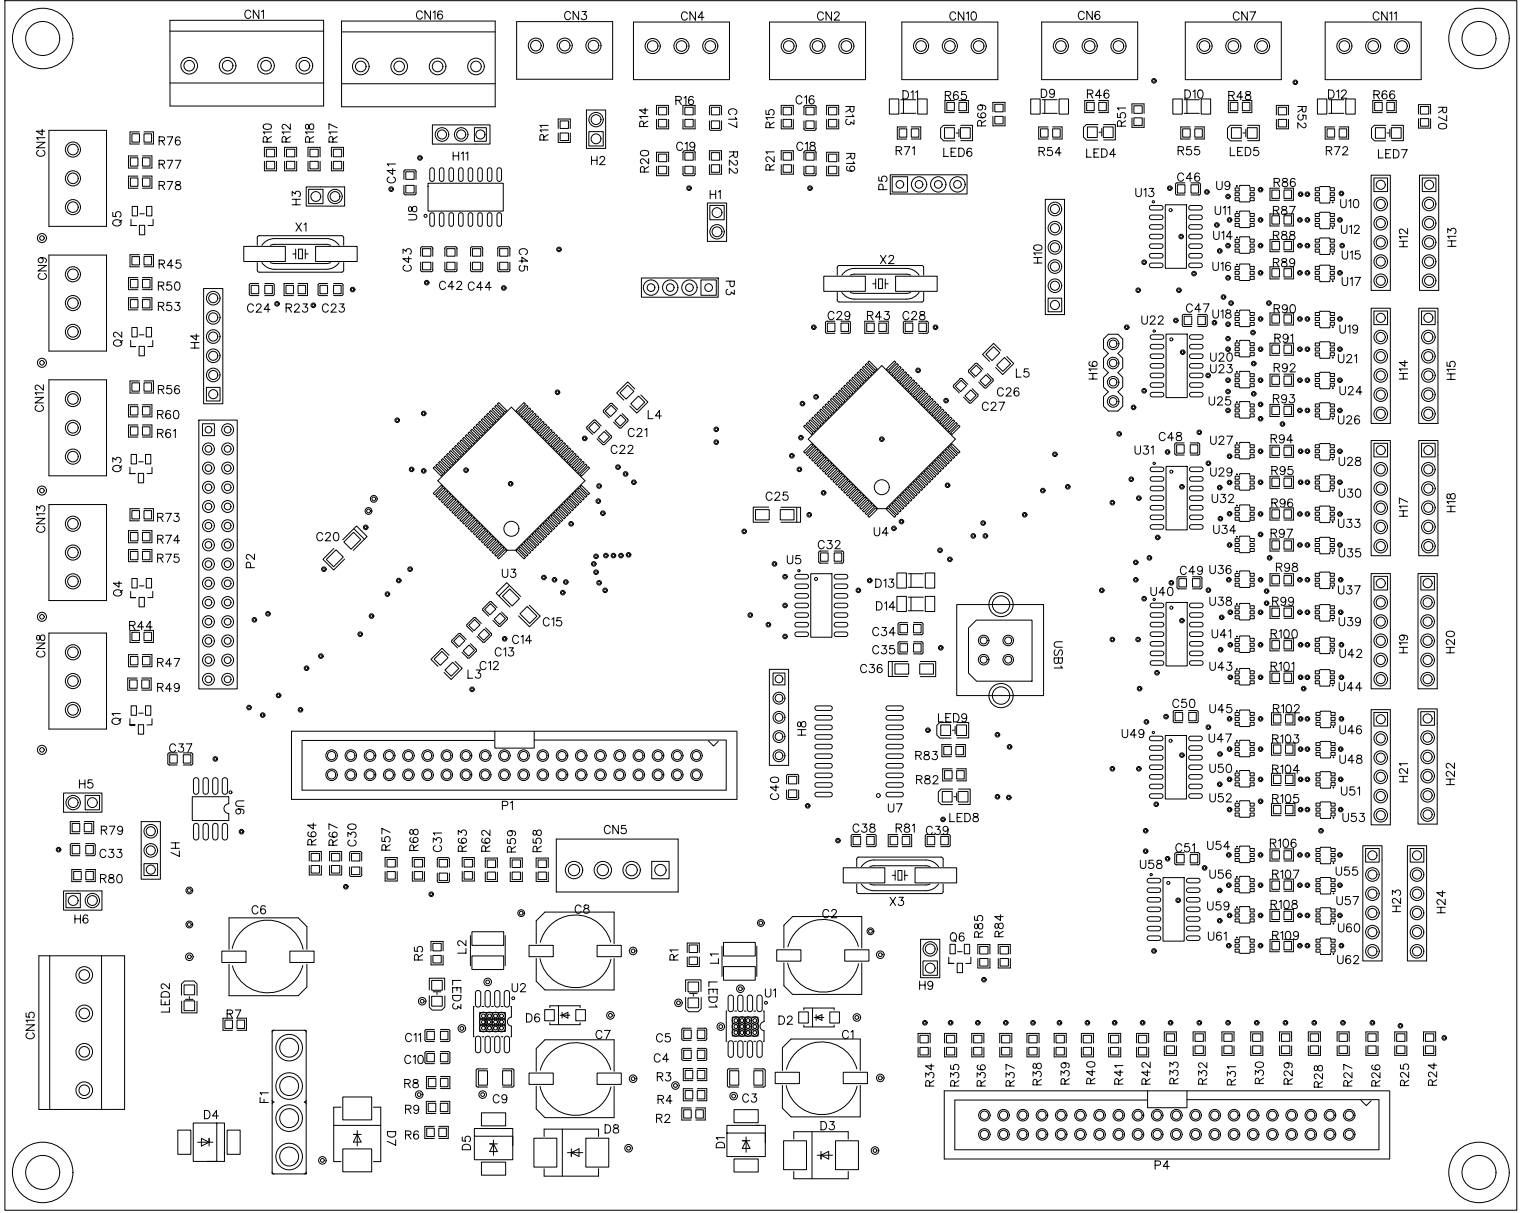 CN1
CN16
CN3
CN4
CN2
CN10
CN6
CN7
CN11
D11
R65
R69
D9
R46
R51
D10
R48
R52
D12
R66
R70
R71
LED6
R54
LED4
R55
LED5
R72
LED7
R14
R16
C17
R15
C16
R13
R20
C19
R22
R21
C18
R19
R11
H2
H11
R10
R12
R18
R17
H3
C41
U8
CN14
R76
R77
R78
Q5
X1
C24
R23
C23
C43
C42
C44
C45
H1
P3
P5
H10
X2
C29
R43
C28
CN9
R45
R50
R53
Q2
H4
CN12
R56
R60
R61
Q3
CN13
R73
R74
R75
Q4
CN8
R44
R47
R49
Q1
P2
C20
L4
C21
C22
U3
C15
C14
C13
C12
L3
L5
C26
C27
U4
C25
C32
U5
D13
D14
C34
C35
C36
USB1
H8
C40
U7
LED9
R83
R82
LED8
C38
R81
C39
X3
H16
U13
C46
U9
R86
U10
U11
R87
U12
U14
R88
U15
U16
R89
U17
H12
H13
U22
C47
U18
R90
U19
U20
R91
U21
U23
R92
U24
U25
R93
U26
H14
H15
U31
C48
U27
R94
U28
U29
R95
U30
U32
R96
U33
U34
R97
U35
H17
H18
U40
C49
U36
R98
U37
U38
R99
U39
U41
R100
U42
U43
R101
U44
H19
H20
U49
C50
U45
R102
U46
U47
R103
U48
U50
R104
U51
U52
R105
U53
H21
H22
U58
C51
U54
R106
U55
U56
R107
U57
U59
R108
U60
U61
R109
U62
H23
H24
C37
U6
H5
R79
C33
R80
H6
H7
P1
R64
R67
C30
R57
R68
C31
R63
R62
R59
R58
CN5
C6
LED2
R7
CN15
F1
D4
D7
R5
L2
LED3
U2
C8
D6
C7
C11
C10
R8
R9
R6
C9
D5
D8
R1
L1
LED1
U1
C2
D2
C1
C5
C4
R3
R4
R2
C3
D1
D3
H9
Q6
R85
R84
R34
R35
R36
R37
R38
R39
R40
R41
R42
R33
R32
R31
R30
R29
R28
R27
R26
R25
R24
P4